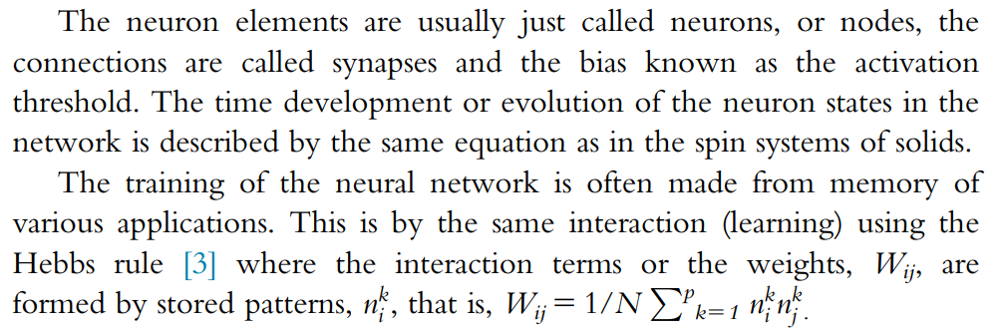 The neuron elements are usually just called neurons, or nodes, the
connections are called synapses and the bias known as the activation
threshold. The time development or evolution of the neuron states in the
network is described by the same equation as in the spin systems of solids.
The training of the neural network is often made from memory of
various applications. This is by the same interaction (learning) using the
Hebbs rule [3] where the interaction terms or the weights, W_{ij}, are
formed by stored patterns, n_i^k, that is, W_{ij} = 1/N ∑^p_{k=1} n_i^k n_j^k.